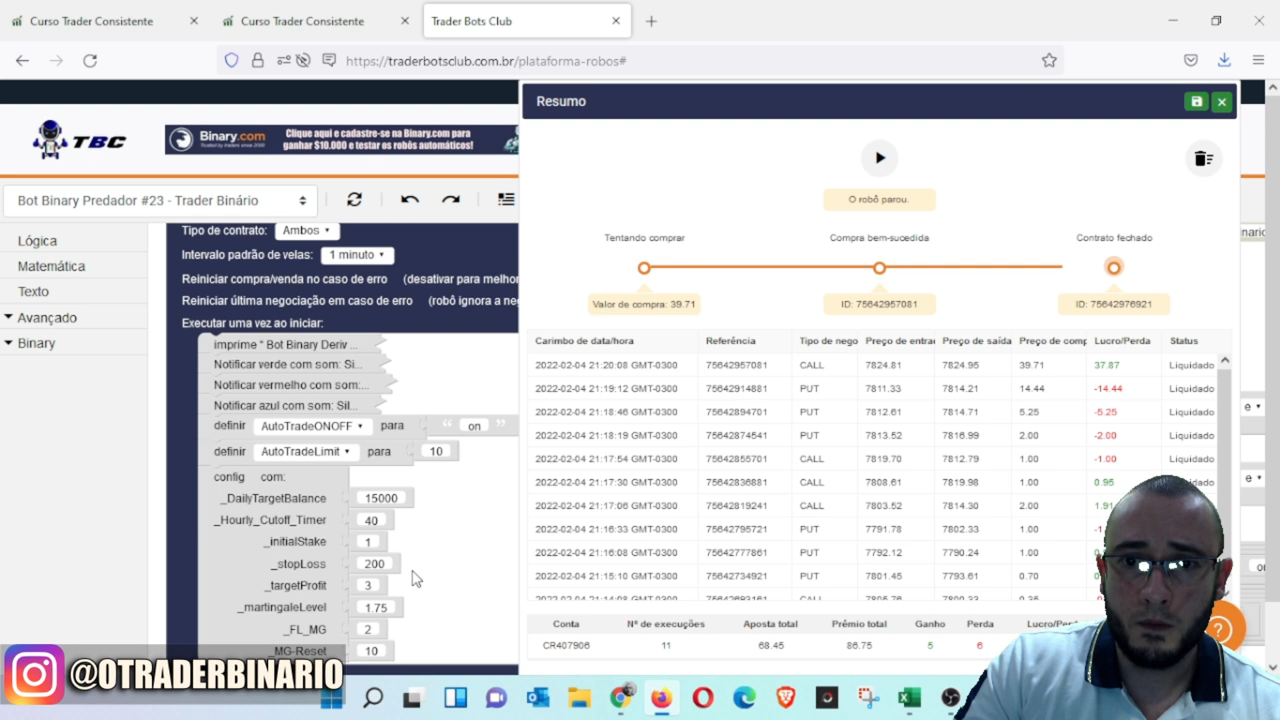 Curso Trader Consistente
Curso Trader Consistente
Trader Bots Club
https://traderbotsclub.com.br/plataforma-robos#
TBC
Binary.com
Clique aqui e cadastre-se na Binary.com para
ganhar $10.000 e testar os robôs automáticos!
Bot Binary Predador #23 - Trader Binário
Lógica
Matemática
Texto
Avançado
Binary
Tipo de contrato: Ambos
Intervalo padrão de velas: 1 minuto
Reiniciar compra/venda no caso de erro (desativar para melhor
Reiniciar última negociação em caso de erro (robô ignora a ne
Executar uma vez ao iniciar:
imprime " Bot Binary Deriv ...
Notificar verde com som: Si...
Notificar vermelho com som:...
Notificar azul com som: Sil...
definir AutoTradeONOFF para “ on ”
definir AutoTradeLimit para 10
config com:
_DailyTargetBalance 15000
_Hourly_Cutoff_Timer 40
_initialStake 1
_stopLoss 200
_targetProfit 3
_martingaleLevel 1.75
_FL_MG 2
MG-Reset 10
Resumo
O robô parou.
Tentando comprar Compra bem-sucedida Contrato fechado
Valor de compra: 39.71 ID: 75642957081 ID: 75642976921
Carimbo de data/hora Referência Tipo de nego Preço de entra Preço de saída Preço de comp Lucro/Perda Status
2022-02-04 21:20:08 GMT-0300 75642957081 CALL 7824.81 7824.95 39.71 37.87 Liquidado
2022-02-04 21:19:12 GMT-0300 75642914881 PUT 7811.33 7814.21 14.44 -14.44 Liquidado
2022-02-04 21:18:46 GMT-0300 75642894701 PUT 7812.61 7814.71 5.25 -5.25 Liquidado
2022-02-04 21:18:19 GMT-0300 75642874541 PUT 7813.52 7816.99 2.00 -2.00 Liquidado
2022-02-04 21:17:54 GMT-0300 75642855701 CALL 7819.70 7812.79 1.00 -1.00 Liquidado
2022-02-04 21:17:30 GMT-0300 75642836881 CALL 7808.61 7819.98 1.00 0.95 Liquidado
2022-02-04 21:17:06 GMT-0300 75642819241 CALL 7803.52 7814.30 2.00 1.91
2022-02-04 21:16:33 GMT-0300 75642795721 PUT 7791.78 7802.33 1.00
2022-02-04 21:16:08 GMT-0300 75642777861 PUT 7792.12 7790.24 1.00
2022-02-04 21:15:10 GMT-0300 75642734921 PUT 7801.45 7793.61 0.70
Conta Nº de execuções Aposta total Prêmio total Ganho Perda Lucro/Perd
CR407906 11 68.45 86.75 5 6
@OTRADERBINARIO